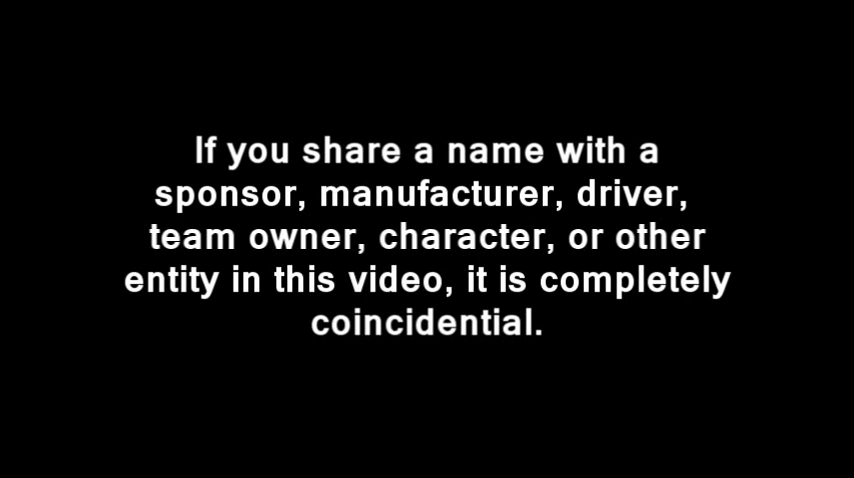 If you share a name with a
sponsor, manufacturer, driver,
team owner, character, or other
entity in this video, it is completely
coincidential.